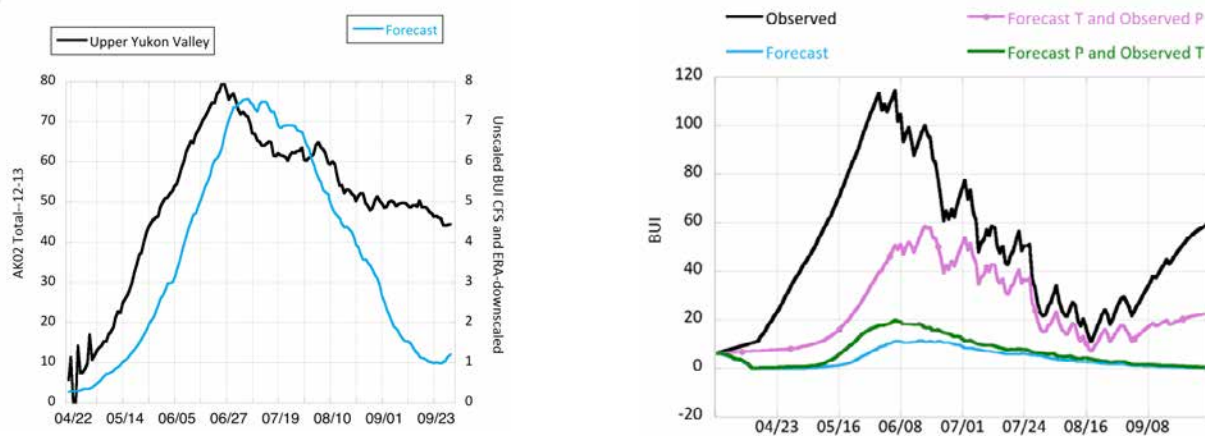 Upper Yukon Valley
Forecast
80
70
60
50
40
30
20
10
0
AK02 Total--12-13
8
7
6
5
4
3
2
1
0
Unscaled BUI CFS and ERA-downscaled
04/22 05/14 06/05 06/27 07/19 08/10 09/01 09/23
Observed
Forecast T and Observed P
Forecast
Forecast P and Observed T
120
100
80
60
40
20
0
-20
BUI
04/23 05/16 06/08 07/01 07/24 08/16 09/08